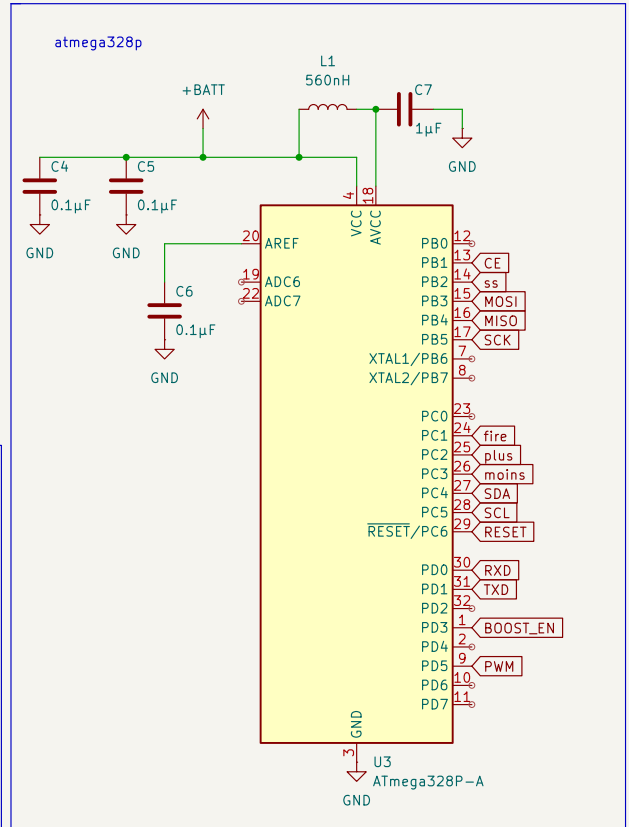 atmega328p
L1
560nH
+BATT
C7
1µF
GND
C4
0.1µF
GND
C5
0.1µF
GND
4
18
VCC
AVCC
20
AREF
19
ADC6
22
ADC7
C6
0.1µF
GND
PB0 12
PB1 13 CE
PB2 14 ss
PB3 15 MOSI
PB4 16 MISO
PB5 17 SCK
XTAL1/PB6 7
XTAL2/PB7 8
PC0 23
PC1 24 fire
PC2 25 plus
PC3 26 moins
PC4 27 SDA
PC5 28 SCL
RESET/PC6 29 RESET
PD0 30 RXD
PD1 31 TXD
PD2 32
PD3 1 BOOST_EN
PD4 2
PD5 9 PWM
PD6 10
PD7 11
GND
3
U3
ATmega328P-A
GND